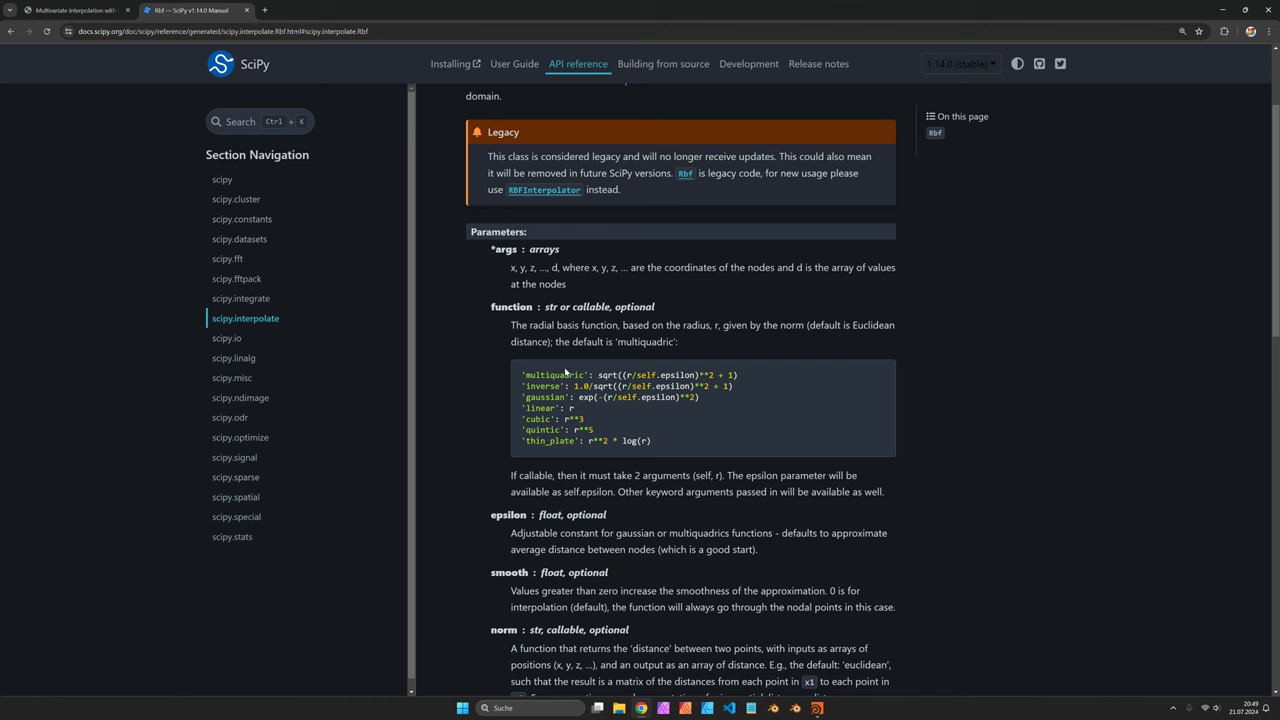 Multivariate interpolation with
Rbf — SciPy v1.14.0 Manual
docs.scipy.org/doc/scipy/reference/generated/scipy.interpolate.Rbf.html#scipy.interpolate.Rbf
SciPy
Installing
User Guide
API reference
Building from source
Development
Release notes
1.14.0 (stable)
Search Ctrl + K
Section Navigation
scipy
scipy.cluster
scipy.constants
scipy.datasets
scipy.fft
scipy.fftpack
scipy.integrate
scipy.interpolate
scipy.io
scipy.linalg
scipy.misc
scipy.ndimage
scipy.odr
scipy.optimize
scipy.signal
scipy.sparse
scipy.spatial
scipy.special
scipy.stats
domain.
Legacy
This class is considered legacy and will no longer receive updates. This could also mean
it will be removed in future SciPy versions. Rbf is legacy code, for new usage please
use RBFInterpolator instead.
Parameters:
*args : arrays
x, y, z, …, d, where x, y, z, … are the coordinates of the nodes and d is the array of values
at the nodes
function : str or callable, optional
The radial basis function, based on the radius, r, given by the norm (default is Euclidean
distance); the default is ‘multiquadric’:
'multiquadric': sqrt((r/self.epsilon)**2 + 1)
'inverse': 1.0/sqrt((r/self.epsilon)**2 + 1)
'gaussian': exp(-(r/self.epsilon)**2)
'linear': r
'cubic': r**3
'quintic': r**5
'thin_plate': r**2 * log(r)
If callable, then it must take 2 arguments (self, r). The epsilon parameter will be
available as self.epsilon. Other keyword arguments passed in will be available as well.
epsilon : float, optional
Adjustable constant for gaussian or multiquadrics functions - defaults to approximate
average distance between nodes (which is a good start).
smooth : float, optional
Values greater than zero increase the smoothness of the approximation. 0 is for
interpolation (default), the function will always go through the nodal points in this case.
norm : str, callable, optional
A function that returns the ‘distance’ between two points, with inputs as arrays of
positions (x, y, z, …), and an output as an array of distance. E.g., the default: ‘euclidean’,
such that the result is a matrix of the distances from each point in x1 to each point in
On this page
Rbf
Suche
20:49
21.07.2024